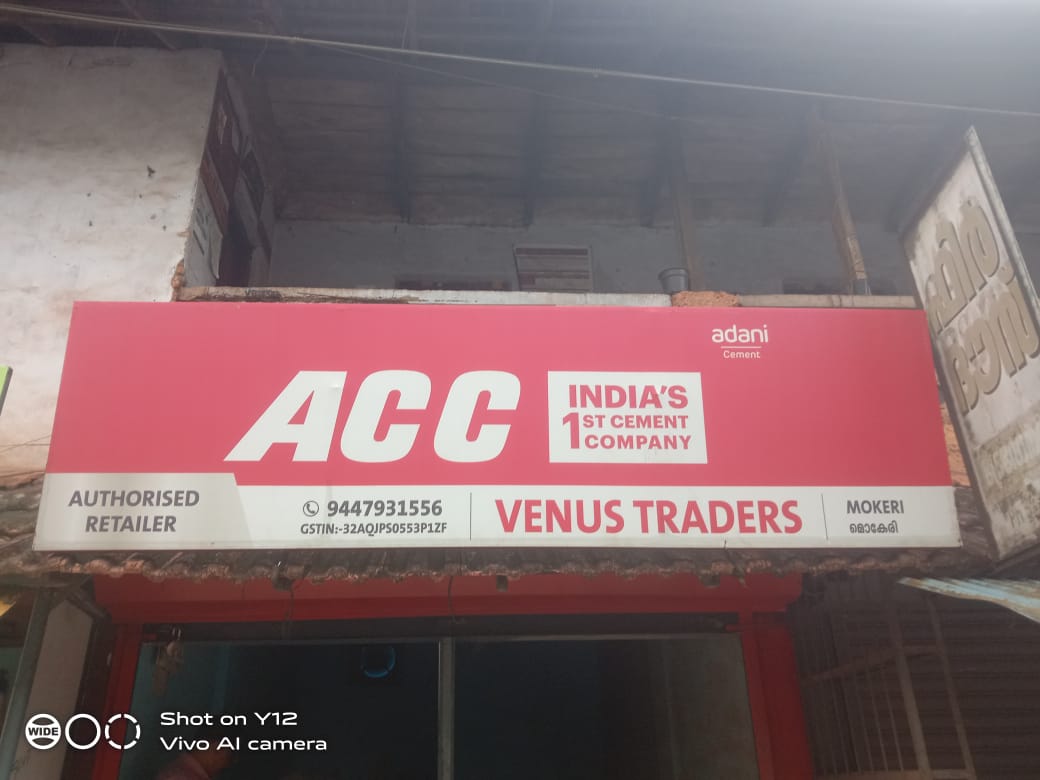 adani
Cement
ACC
INDIA'S
1ST CEMENT
COMPANY
AUTHORISED
RETAILER
9447931556
GSTIN:-32AQJPS0553P1ZF
VENUS TRADERS
MOKERI
മൊകേരി
WIDE
Shot on Y12
Vivo AI camera